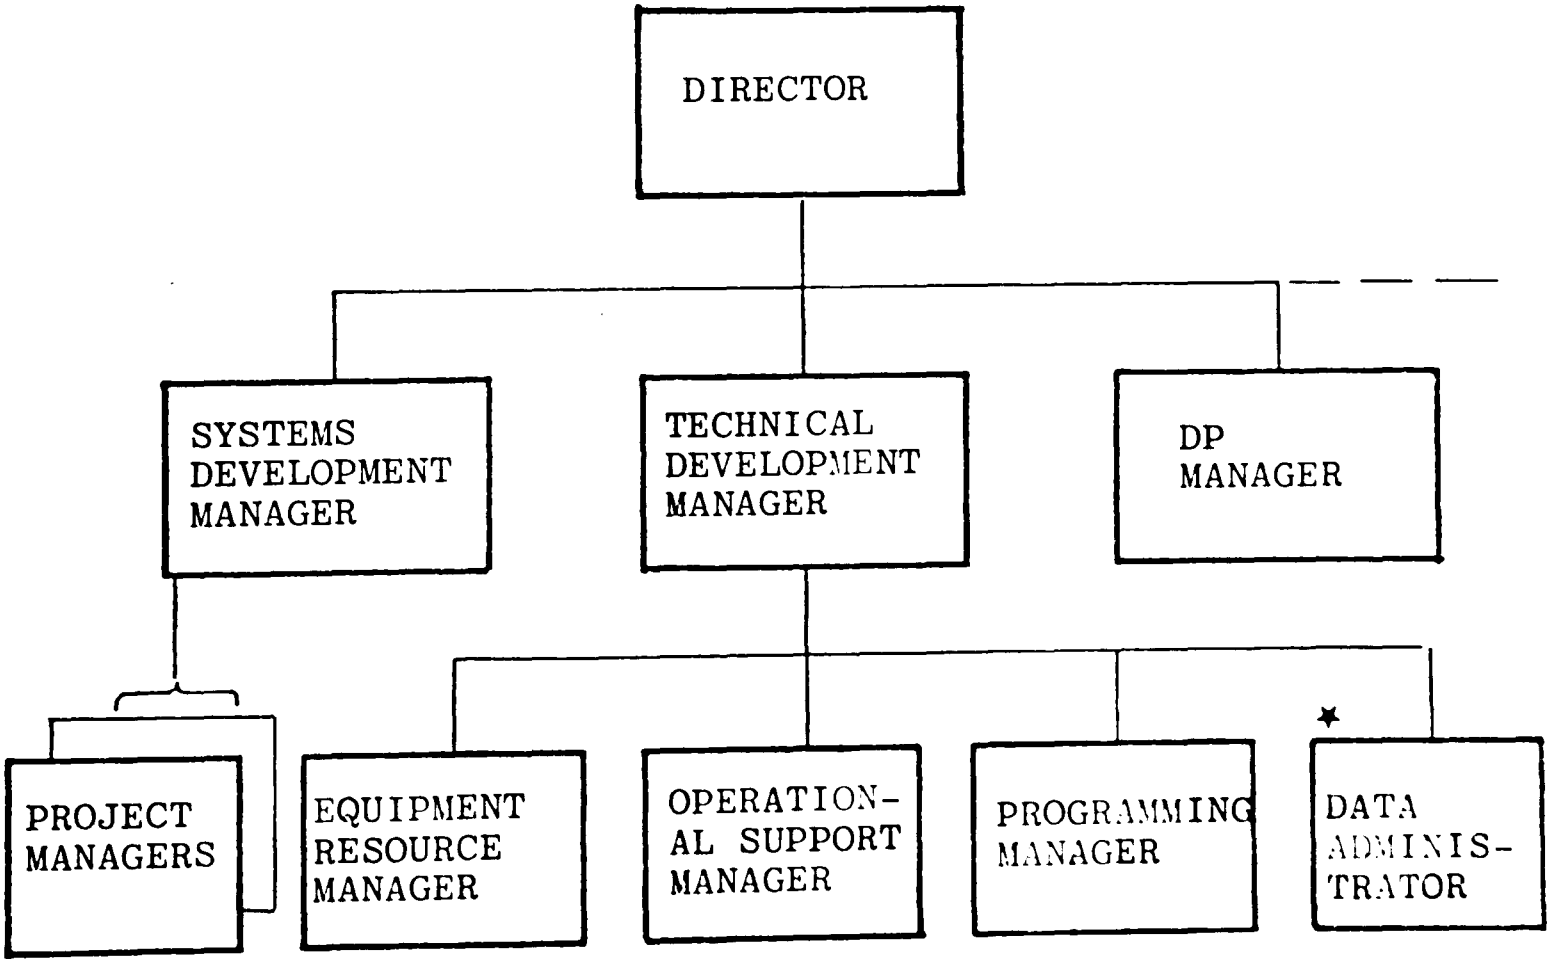 DIRECTOR
SYSTEMS
DEVELOPMENT
MANAGER
TECHNICAL
DEVELOPMENT
MANAGER
DP
MANAGER
PROJECT
MANAGERS
EQUIPMENT
RESOURCE
MANAGER
OPERATION-
AL SUPPORT
MANAGER
PROGRAMMING
MANAGER
★
DATA
ADMINIS-
TRATOR